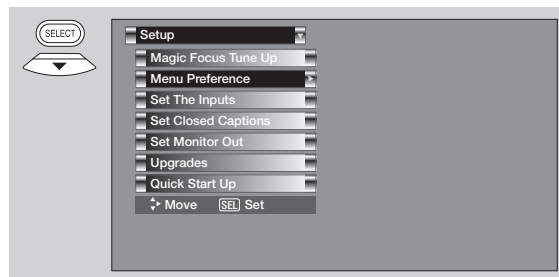 SELECT
Setup
Magic Focus Tune Up
Menu Preference
Set The Inputs
Set Closed Captions
Set Monitor Out
Upgrades
Quick Start Up
Move SEL Set